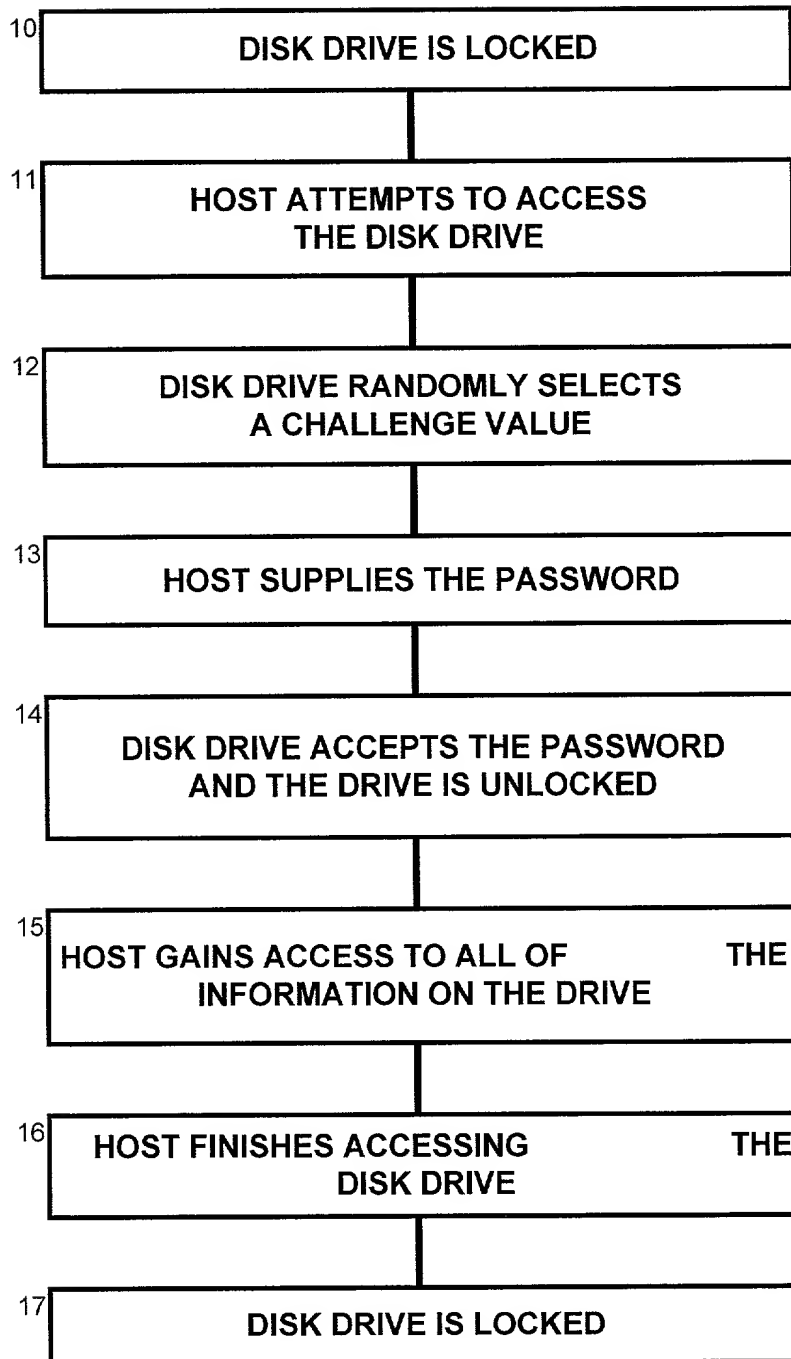 10
DISK DRIVE IS LOCKED
11
HOST ATTEMPTS TO ACCESS
THE DISK DRIVE
12
DISK DRIVE RANDOMLY SELECTS
A CHALLENGE VALUE
13
HOST SUPPLIES THE PASSWORD
14
DISK DRIVE ACCEPTS THE PASSWORD
AND THE DRIVE IS UNLOCKED
15
HOST GAINS ACCESS TO ALL OF THE
INFORMATION ON THE DRIVE
16
HOST FINISHES ACCESSING THE
DISK DRIVE
17
DISK DRIVE IS LOCKED